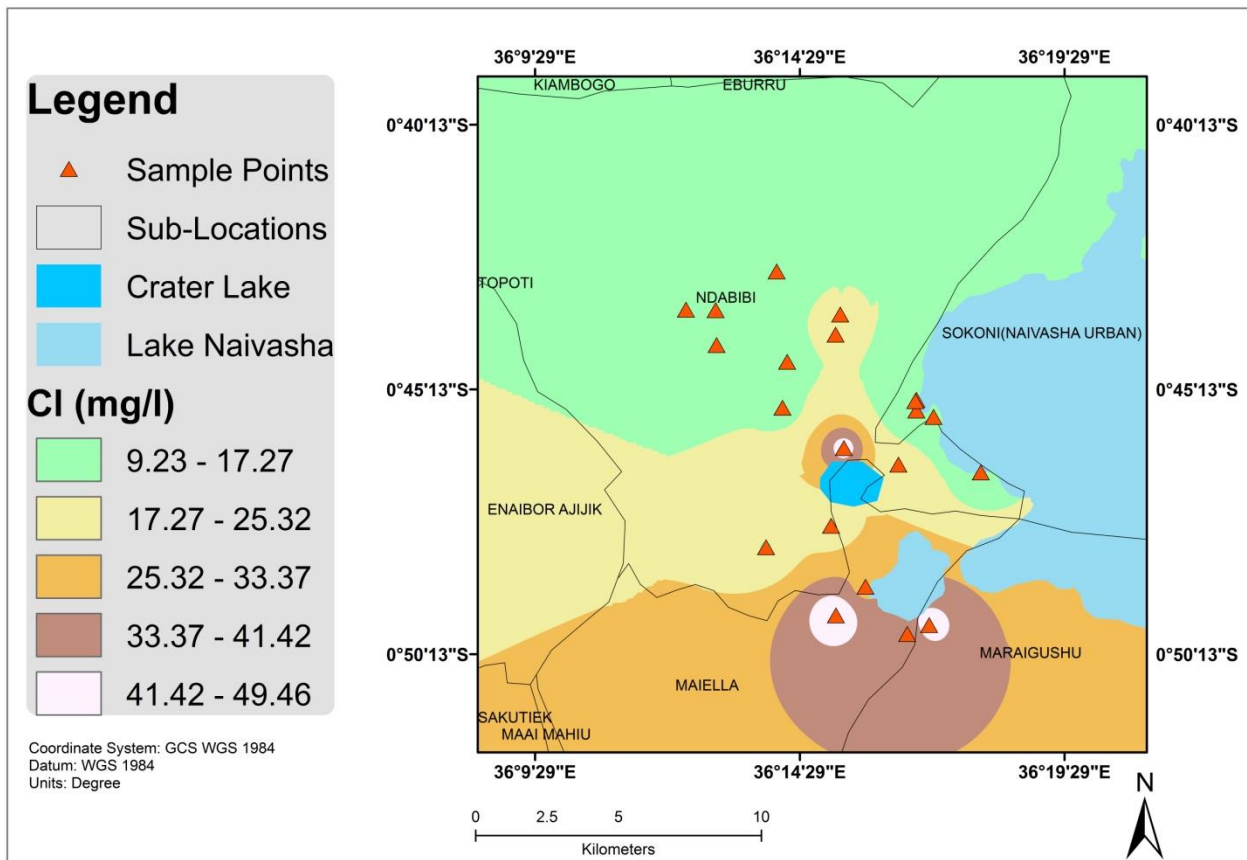 Legend
Sample Points
Sub-Locations
Crater Lake
Lake Naivasha
Cl (mg/l)
9.23 - 17.27
17.27 - 25.32
25.32 - 33.37
33.37 - 41.42
41.42 - 49.46
Coordinate System: GCS WGS 1984
Datum: WGS 1984
Units: Degree
36°9'29"E 36°14'29"E 36°19'29"E
KIAMBOGO EBURRU
0°40'13"S 0°40'13"S
TOPOTI
NDABIBI
SOKONI(NAIVASHA URBAN)
0°45'13"S 0°45'13"S
ENAIBOR AJIJIK
0°50'13"S MARAIGUSHU 0°50'13"S
MAIELLA
SAKUTIEK
MAAI MAHIU
36°9'29"E 36°14'29"E 36°19'29"E
N
0 2.5 5 10
Kilometers